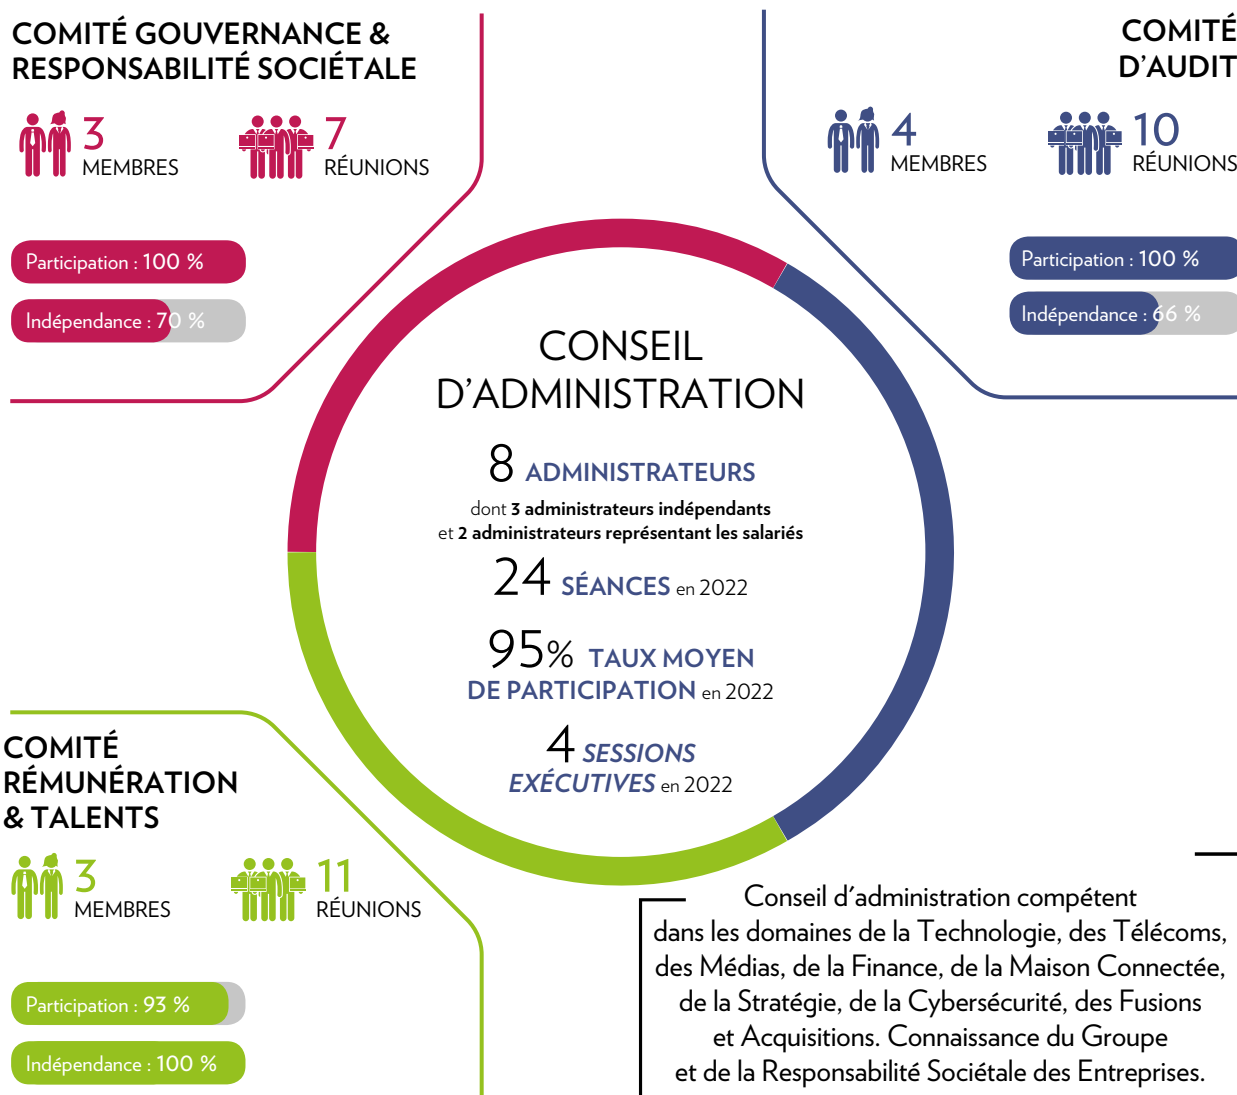 COMITÉ GOUVERNANCE &
RESPONSABILITÉ SOCIÉTALE
3
MEMBRES
7
RÉUNIONS
Participation : 100 %
Indépendance : 70 %
COMITÉ
D'AUDIT
4
MEMBRES
10
RÉUNIONS
Participation : 100 %
Indépendance : 66 %
CONSEIL
D'ADMINISTRATION
8 ADMINISTRATEURS
dont 3 administrateurs indépendants
et 2 administrateurs représentant les salariés
24 SÉANCES en 2022
95% TAUX MOYEN
DE PARTICIPATION en 2022
4 SESSIONS
EXÉCUTIVES en 2022
COMITÉ
RÉMUNÉRATION
& TALENTS
3
MEMBRES
11
RÉUNIONS
Participation : 93 %
Indépendance : 100 %
Conseil d'administration compétent
dans les domaines de la Technologie, des Télécoms,
des Médias, de la Finance, de la Maison Connectée,
de la Stratégie, de la Cybersécurité, des Fusions
et Acquisitions. Connaissance du Groupe
et de la Responsabilité Sociétale des Entreprises.